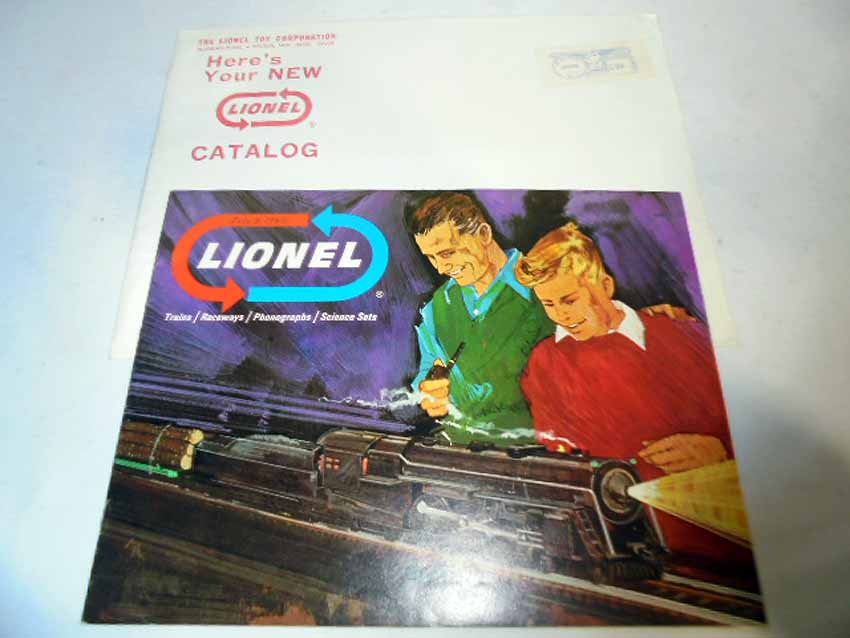 THE LIONEL TOY CORPORATION
Here's
Your NEW
LIONEL
®
CATALOG
LIONEL
®
Trains / Raceways / Phonographs / Science Sets